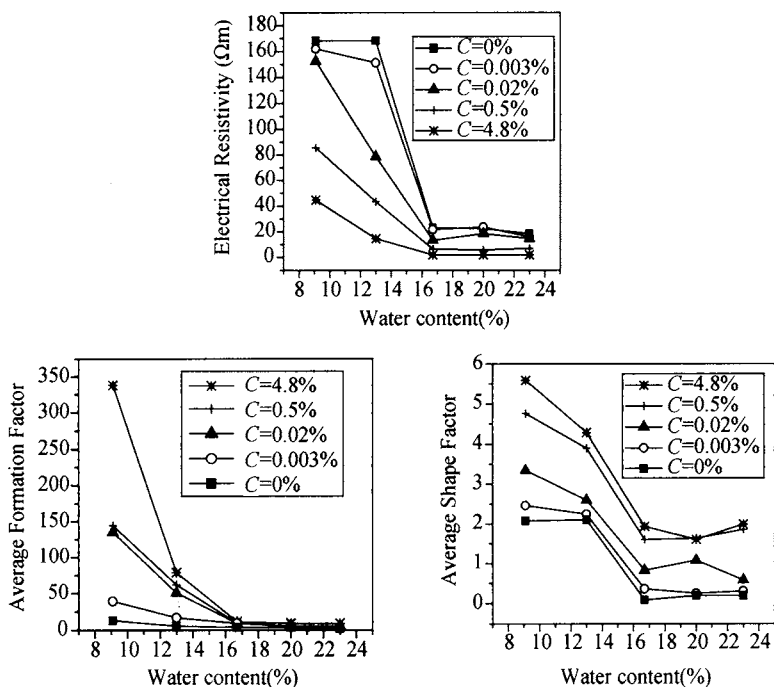 Electrical Resistivity (Ωm)
180
160
140
120
100
80
60
40
20
0
C=0%
C=0.003%
C=0.02%
C=0.5%
C=4.8%
8 10 12 14 16 18 20 22 24
Water content(%)
Average Formation Factor
350
300
250
200
150
100
50
0
C=4.8%
C=0.5%
C=0.02%
C=0.003%
C=0%
8 10 12 14 16 18 20 22 24
Water content(%)
Average Shape Factor
6
5
4
3
2
1
0
C=4.8%
C=0.5%
C=0.02%
C=0.003%
C=0%
8 10 12 14 16 18 20 22 24
Water content(%)